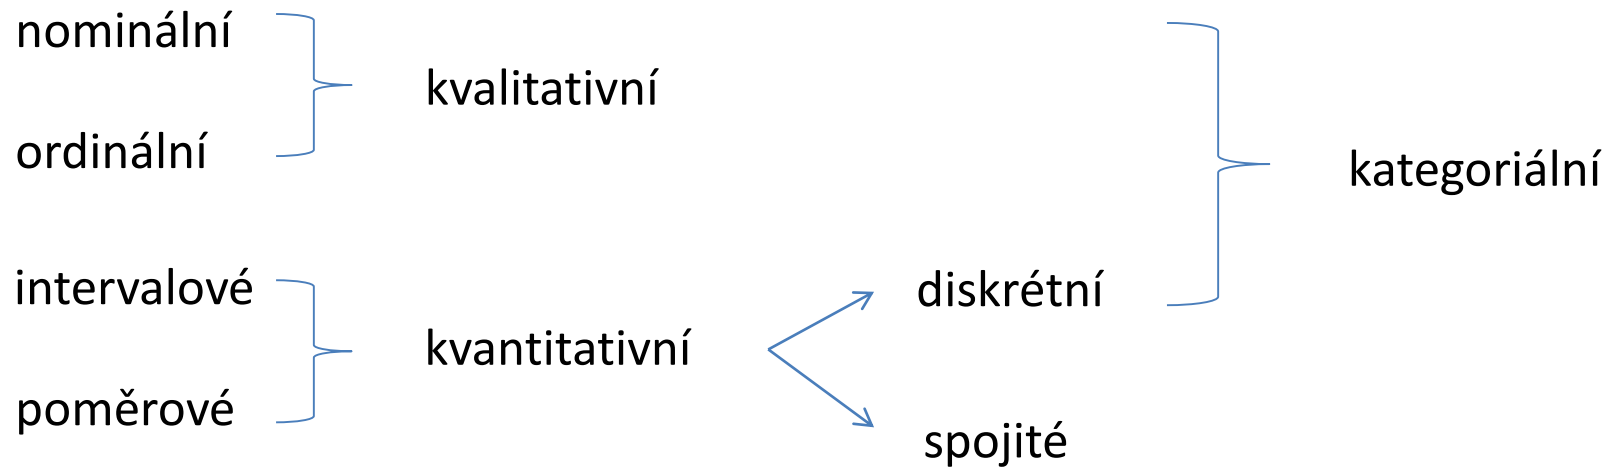 nominální
kvalitativní
ordinální
kategoriální
intervalové
diskrétní
kvantitativní
poměrové
spojité